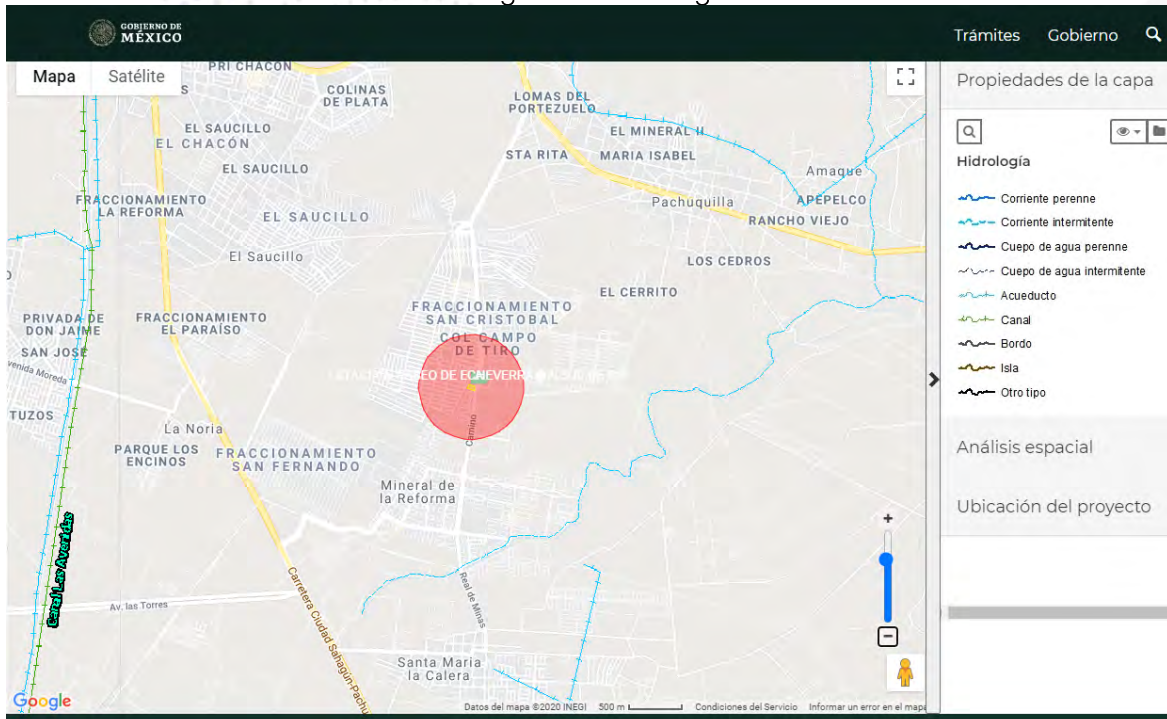 GOBIERNO DE
MÉXICO
Trámites Gobierno
Mapa Satélite
PRI CHACON
COLINAS
DE PLATA
LOMAS DEL
PORTEZUELO
EL SAUCILLO
EL CHACÓN
EL MINERAL II
STA RITA
MARIA ISABEL
EL SAUCILLO
Amaque
FRACCIONAMIENTO
LA REFORMA
Pachuquilla
APEPELCO
EL SAUCILLO
RANCHO VIEJO
El Saucillo
LOS CEDROS
EL CERRITO
FRACCIONAMIENTO
SAN CRISTOBAL
PRIVADA DE
DON JAIME
FRACCIONAMIENTO
EL PARAÍSO
COL CAMPO
DE TIRO
SAN JOSE
Avenida Moreda
TUZOS
Camino
La Noria
PARQUE LOS
ENCINOS
FRACCIONAMIENTO
SAN FERNANDO
Mineral de
la Reforma
Canal Las Avenidas
Real de Minas
Av. las Torres
Carretera Ciudad Sahagún-Pachu
Santa Maria
la Calera
Google
Datos del mapa ©2020 INEGI 500 m Condiciones del Servicio Informar un error en el mapa
Propiedades de la capa
Hidrología
Corriente perenne
Corriente intermitente
Cuepo de agua perenne
Cuepo de agua intermitente
Acueducto
Canal
Bordo
Isla
Otro tipo
Análisis espacial
Ubicación del proyecto